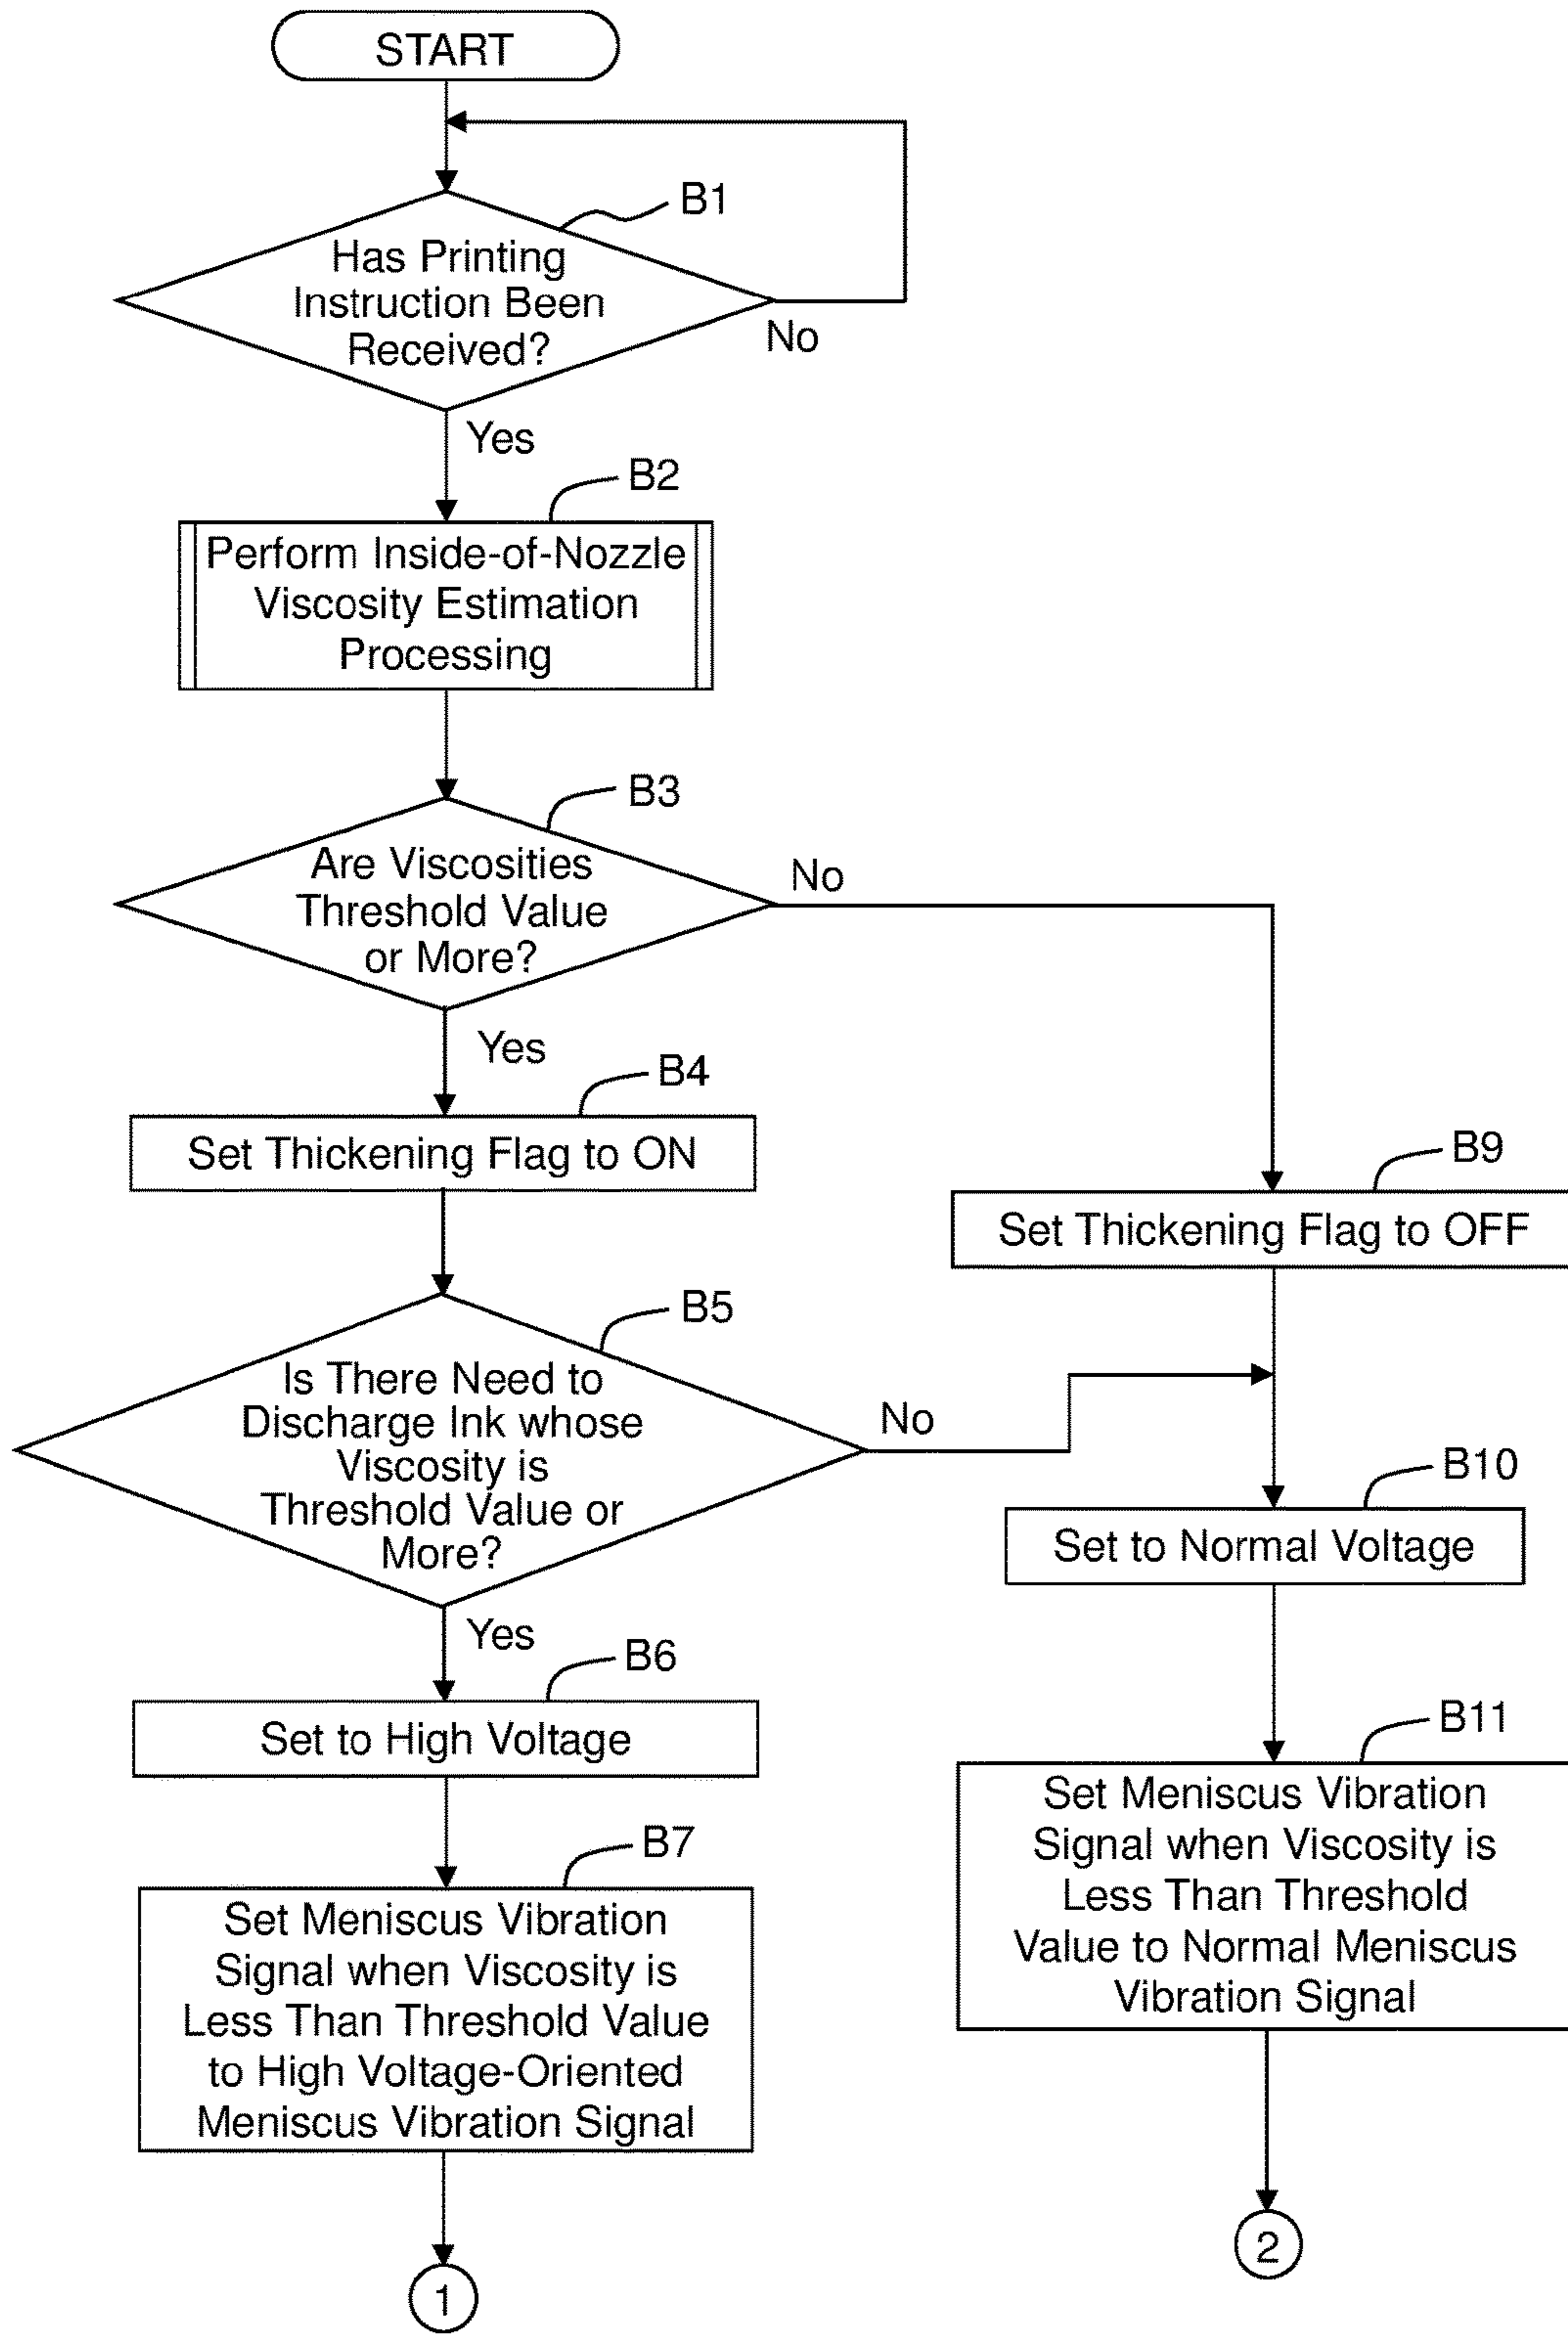 START
B1
Has Printing
Instruction Been
Received?
No
Yes
B2
Perform Inside-of-Nozzle
Viscosity Estimation
Processing
B3
Are Viscosities
Threshold Value
or More?
No
Yes
B4
Set Thickening Flag to ON
B9
Set Thickening Flag to OFF
B5
Is There Need to
Discharge Ink whose
Viscosity is
Threshold Value or
More?
No
Yes
B10
Set to Normal Voltage
B6
Set to High Voltage
B11
Set Meniscus Vibration
Signal when Viscosity is
Less Than Threshold
Value to Normal Meniscus
Vibration Signal
B7
Set Meniscus Vibration
Signal when Viscosity is
Less Than Threshold Value
to High Voltage-Oriented
Meniscus Vibration Signal
2
1